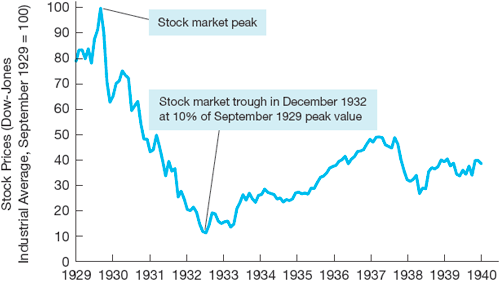 Stock Prices (Dow-Jones
Industrial Average, September 1929 = 100)
100
90
80
70
60
50
40
30
20
10
0
Stock market peak
Stock market trough in December 1932
at 10% of September 1929 peak value
1929 1930 1931 1932 1933 1934 1935 1936 1937 1938 1939 1940